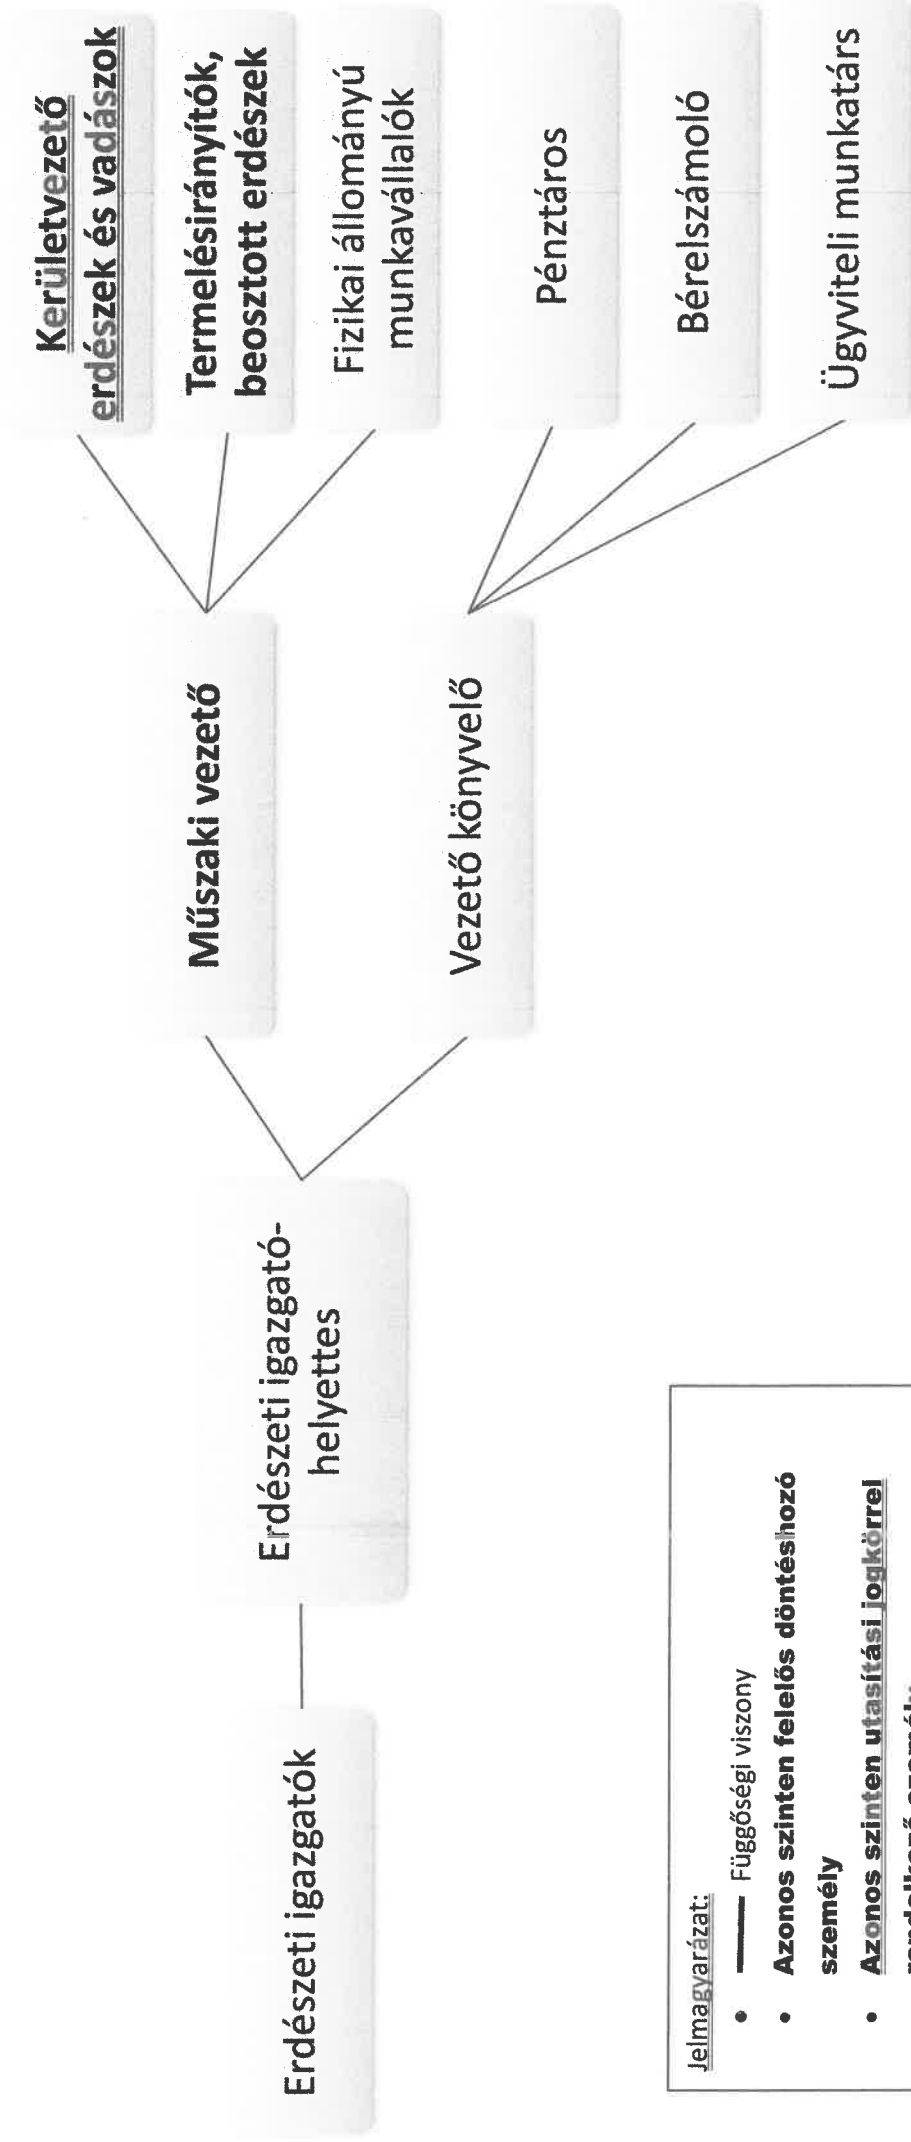 Erdészeti igazgatók
Erdészeti igazgató-
helyettes
Műszaki vezető
Kerületvezető
erdészek és vadászok
Termelésirányítók,
beosztott erdészek
Fizikai állományú
munkavállalók
Vezető könyvelő
Pénztáros
Bérelszámoló
Ügyviteli munkatárs
Jelmagyarázat:
• Függőségi viszony
• Azonos szinten felelős döntéshozó
személy
• Azonos szinten utasítási jogkörrel